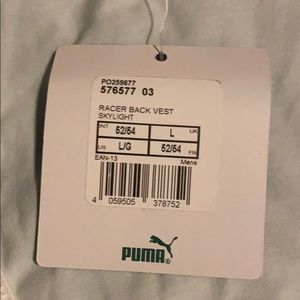 PO259677
576577 03
RACER BACK VEST
SKYLIGHT
INT 52/54 L UK
US L/G 52/54 FR
EAN-13 Mens
4 059505 378752
PUMA®